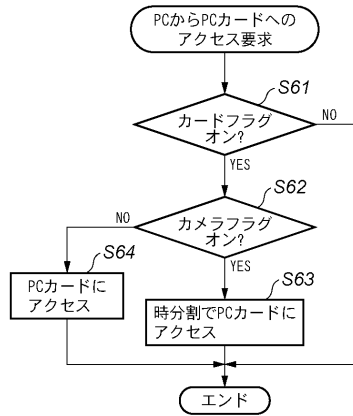 PCからPCカードへの
アクセス要求
S61
カードフラグ
オン?
NO
YES
S62
カメラフラグ
オン?
NO
YES
S64
PCカードに
アクセス
S63
時分割でPCカードに
アクセス
エンド